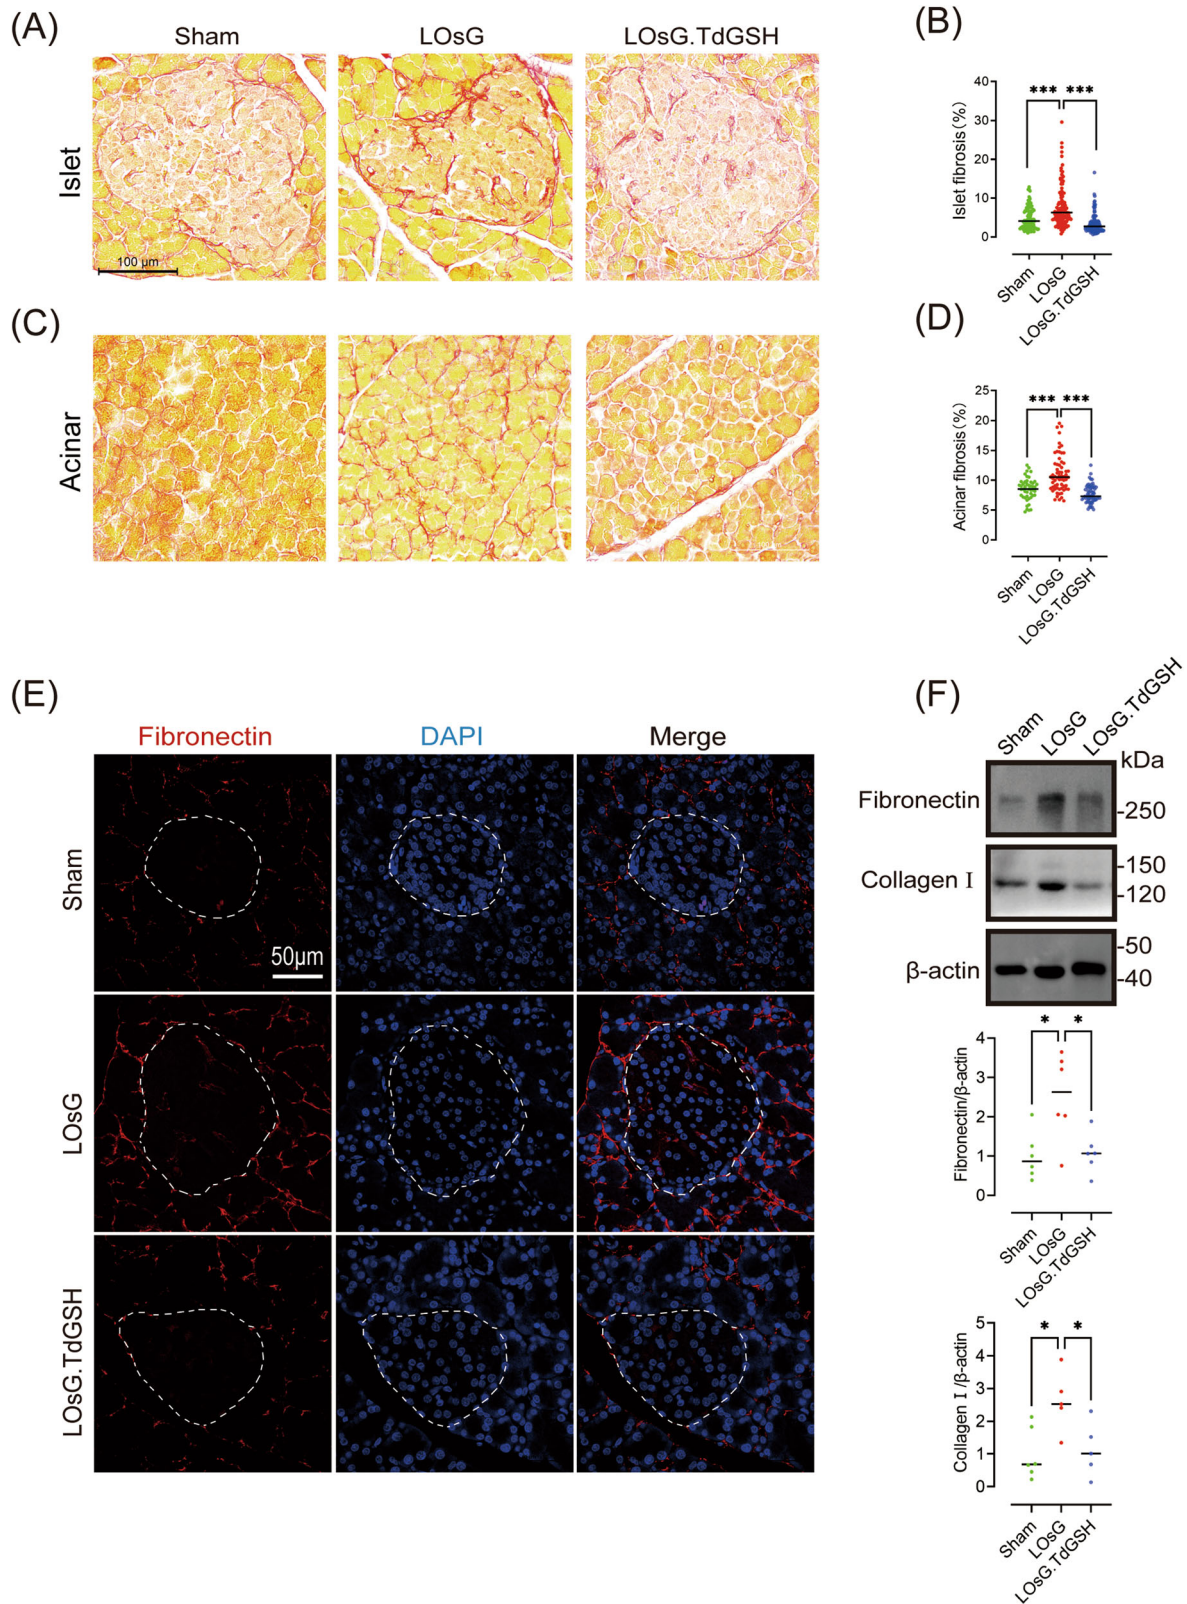 (A)
Sham LOsG LOsG.TdGSH
Islet
100 μm
(B)
Islet fibrosis (%)
40
30
20
10
0
*** ***
Sham LOsG LOsG.TdGSH
(C)
Acinar
(D)
Acinar fibrosis (%)
25
20
15
10
5
0
*** ***
Sham LOsG LOsG.TdGSH
(E)
Fibronectin DAPI Merge
Sham
50μm
LOsG
LOsG.TdGSH
(F)
Sham LOsG LOsG.TdGSH
kDa
Fibronectin -250
Collagen I -150
-120
β-actin -50
-40
Fibronectin/β-actin
4
3
2
1
0
* *
Sham LOsG LOsG.TdGSH
Collagen I /β-actin
5
4
3
2
1
0
* *
Sham LOsG LOsG.TdGSH